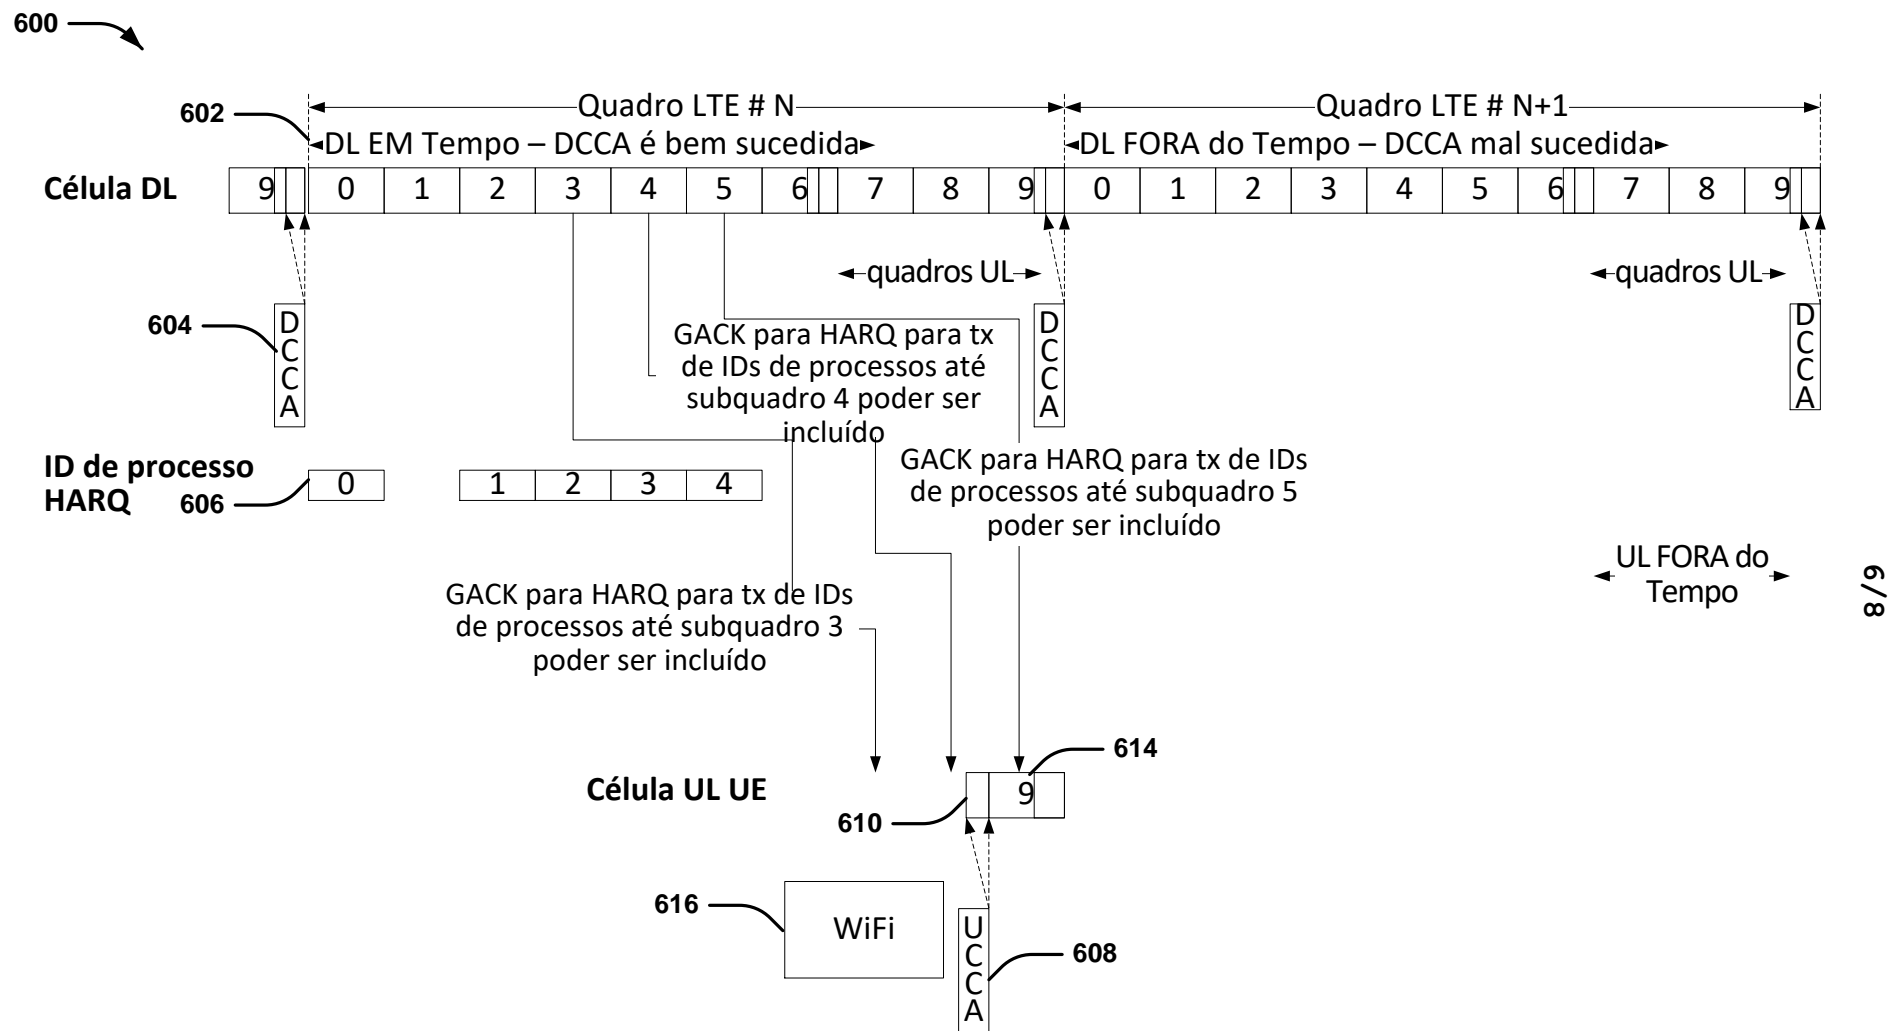 600
602
Quadro LTE # N
Quadro LTE # N+1
DL EM Tempo – DCCA é bem sucedida
DL FORA do Tempo – DCCA mal sucedida
Célula DL
9 0 1 2 3 4 5 6 7 8 9 0 1 2 3 4 5 6 7 8 9
quadros UL
quadros UL
604
DCCA
DCCA
DCCA
GACK para HARQ para tx
de IDs de processos até
subquadro 4 poder ser
incluído
ID de processo
HARQ
606
0 1 2 3 4
GACK para HARQ para tx de IDs
de processos até subquadro 5
poder ser incluído
UL FORA do
Tempo
6/8
GACK para HARQ para tx de IDs
de processos até subquadro 3
poder ser incluído
614
Célula UL UE
9
610
616
WiFi
UCCA
608